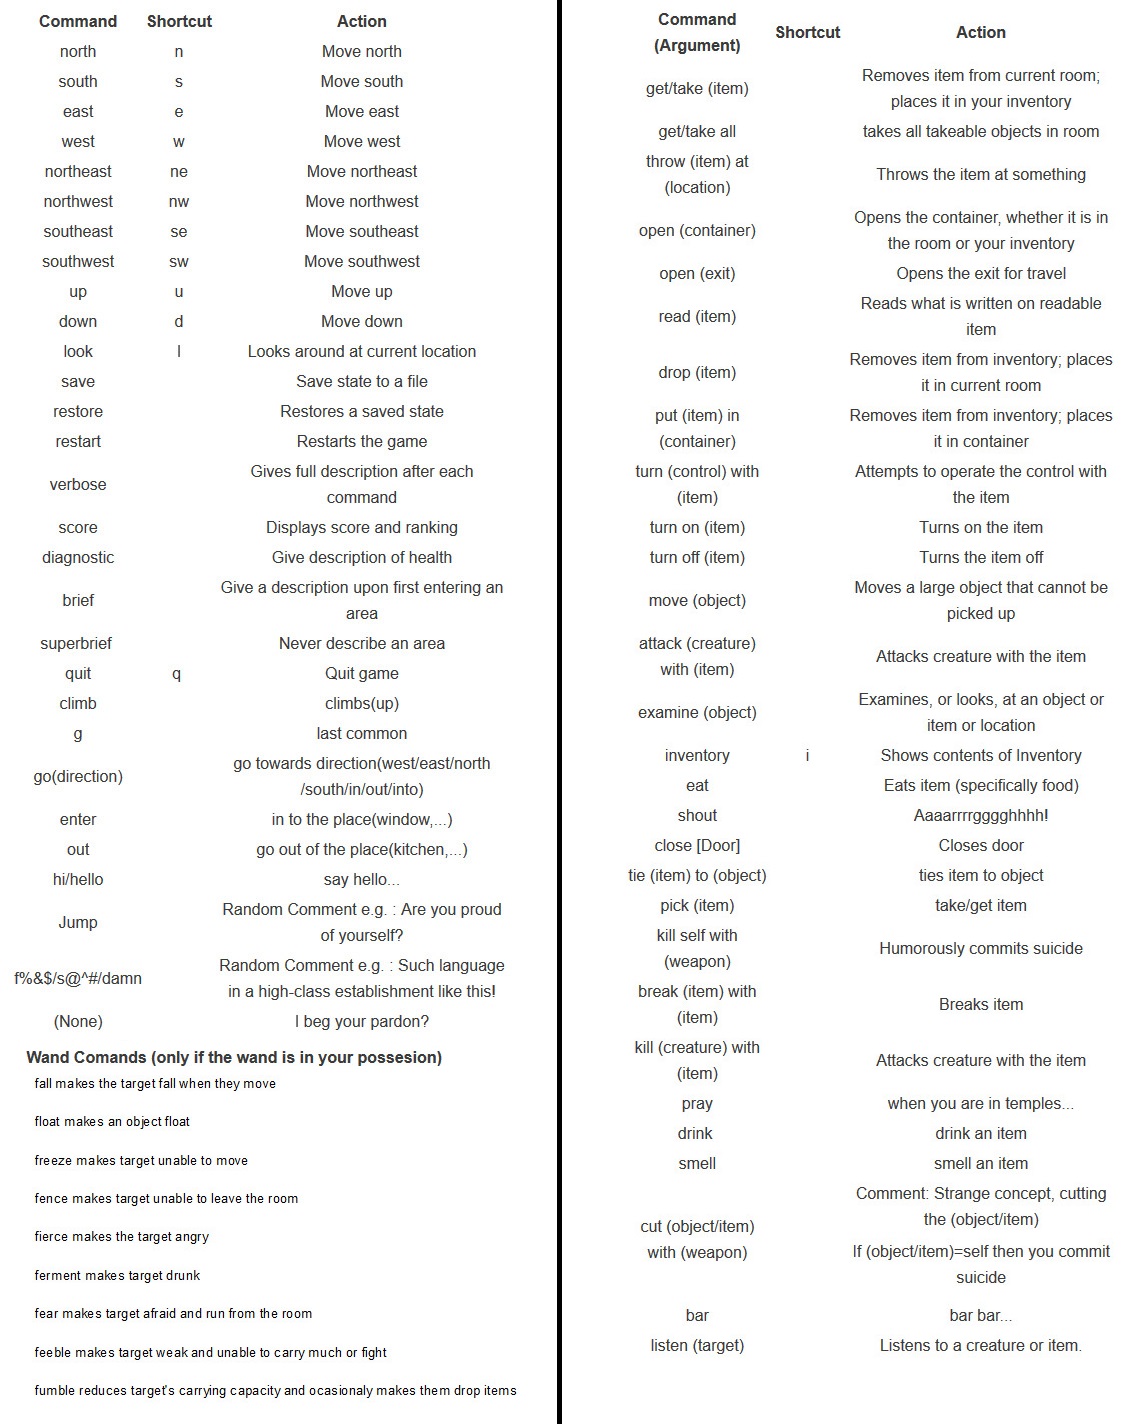 Command Shortcut Action
north n Move north
south s Move south
east e Move east
west w Move west
northeast ne Move northeast
northwest nw Move northwest
southeast se Move southeast
southwest sw Move southwest
up u Move up
down d Move down
look l Looks around at current location
save Save state to a file
restore Restores a saved state
restart Restarts the game
verbose Gives full description after each
command
score Displays score and ranking
diagnostic Give description of health
brief Give a description upon first entering an
area
superbrief Never describe an area
quit q Quit game
climb climbs(up)
g last common
go(direction) go towards direction(west/east/north
/south/in/out/into)
enter in to the place(window,...)
out go out of the place(kitchen,...)
hi/hello say hello...
Jump Random Comment e.g. : Are you proud
of yourself?
f%&$/s@^#/damn Random Comment e.g. : Such language
in a high-class establishment like this!
(None) I beg your pardon?
Wand Comands (only if the wand is in your possesion)
fall makes the target fall when they move
float makes an object float
freeze makes target unable to move
fence makes target unable to leave the room
fierce makes the target angry
ferment makes target drunk
fear makes target afraid and run from the room
feeble makes target weak and unable to carry much or fight
fumble reduces target's carrying capacity and ocasionaly makes them drop items
Command
(Argument) Shortcut Action
get/take (item) Removes item from current room;
places it in your inventory
get/take all takes all takeable objects in room
throw (item) at
(location) Throws the item at something
open (container) Opens the container, whether it is in
the room or your inventory
open (exit) Opens the exit for travel
read (item) Reads what is written on readable
item
drop (item) Removes item from inventory; places
it in current room
put (item) in Removes item from inventory; places
(container) it in container
turn (control) with Attempts to operate the control with
(item) the item
turn on (item) Turns on the item
turn off (item) Turns the item off
move (object) Moves a large object that cannot be
picked up
attack (creature)
with (item) Attacks creature with the item
examine (object) Examines, or looks, at an object or
item or location
inventory i Shows contents of Inventory
eat Eats item (specifically food)
shout Aaaarrrrgggghhhh!
close [Door] Closes door
tie (item) to (object) ties item to object
pick (item) take/get item
kill self with
(weapon) Humorously commits suicide
break (item) with
(item) Breaks item
kill (creature) with
(item) Attacks creature with the item
pray when you are in temples...
drink drink an item
smell smell an item
cut (object/item) Comment: Strange concept, cutting
with (weapon) the (object/item)
If (object/item)=self then you commit
suicide
bar bar bar...
listen (target) Listens to a creature or item.